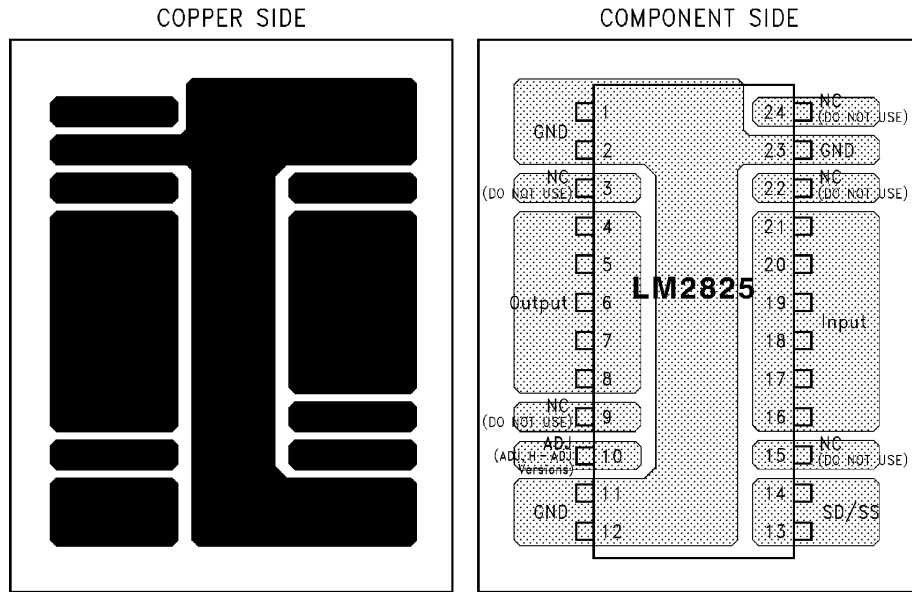 COPPER SIDE
COMPONENT SIDE
1
GND
2
NC
(DO NOT USE)
3
4
5
Output
6
7
8
NC
(DO NOT USE)
9
ADJ
(ADJ, H-ADJ
Versions)
10
11
GND
12
LM2825
24
NC
(DO NOT USE)
23
GND
NC
22
(DO NOT USE)
21
20
19
Input
18
17
16
NC
15
(DO NOT USE)
14
SD/SS
13